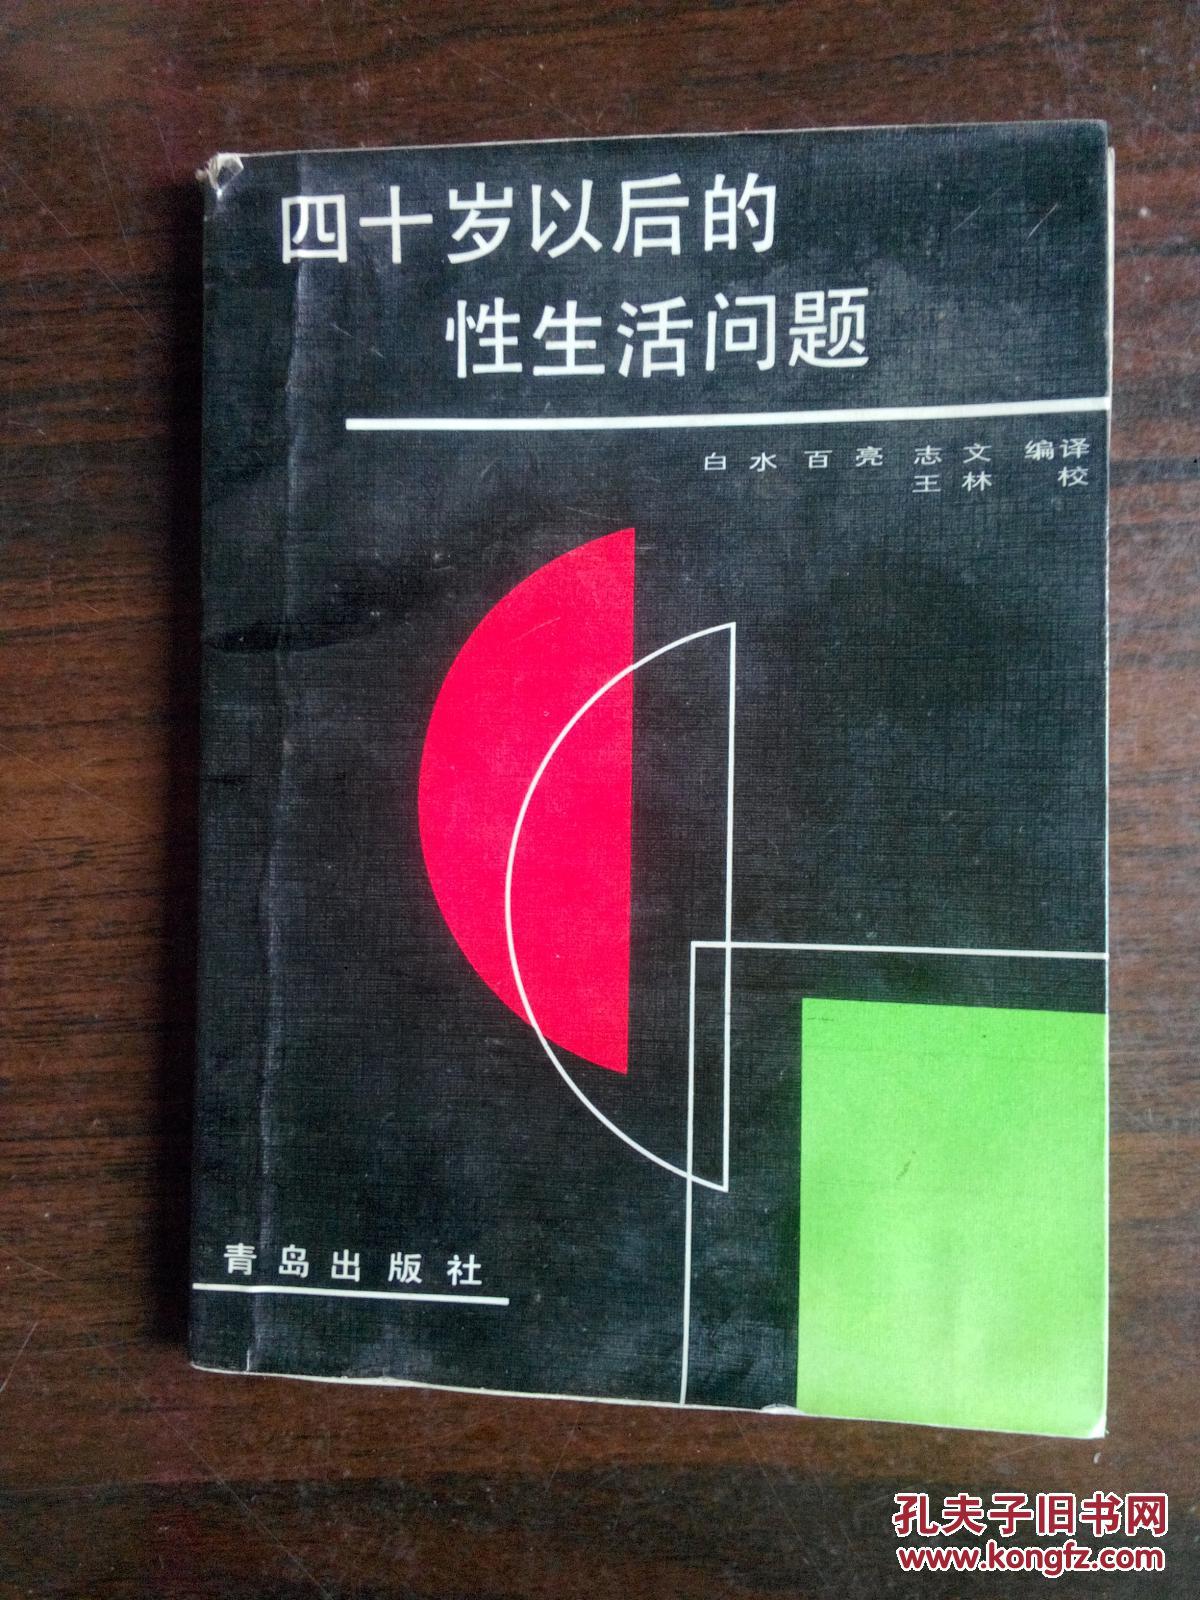 四十岁以后的
性生活问题
白水 百亮 志文 编译
王林 校
青岛出版社
孔夫子旧书网
www.kongfz.com